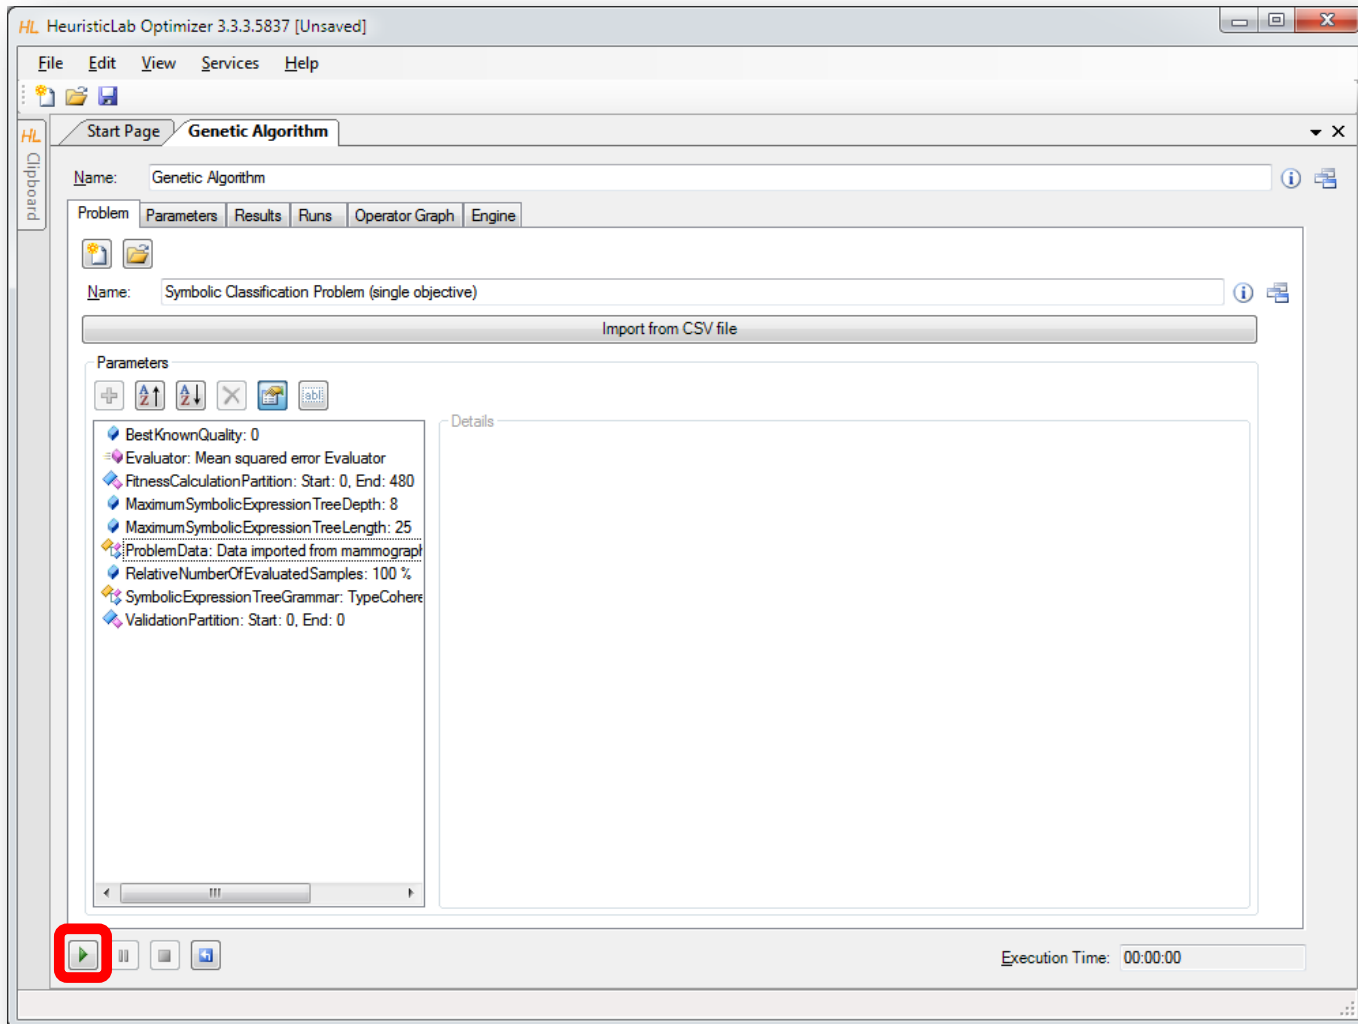 HL HeuristicLab Optimizer 3.3.3.5837 [Unsaved]
File Edit View Services Help
HL Clipboard
Start Page Genetic Algorithm
Name: Genetic Algorithm
Problem Parameters Results Runs Operator Graph Engine
Name: Symbolic Classification Problem (single objective)
Import from CSV file
Parameters
Details
BestKnownQuality: 0
Evaluator: Mean squared error Evaluator
FitnessCalculationPartition: Start: 0, End: 480
MaximumSymbolicExpressionTreeDepth: 8
MaximumSymbolicExpressionTreeLength: 25
ProblemData: Data imported from mammograph
RelativeNumberOfEvaluatedSamples: 100 %
SymbolicExpressionTreeGrammar: TypeCohere
ValidationPartition: Start: 0, End: 0
Execution Time: 00:00:00